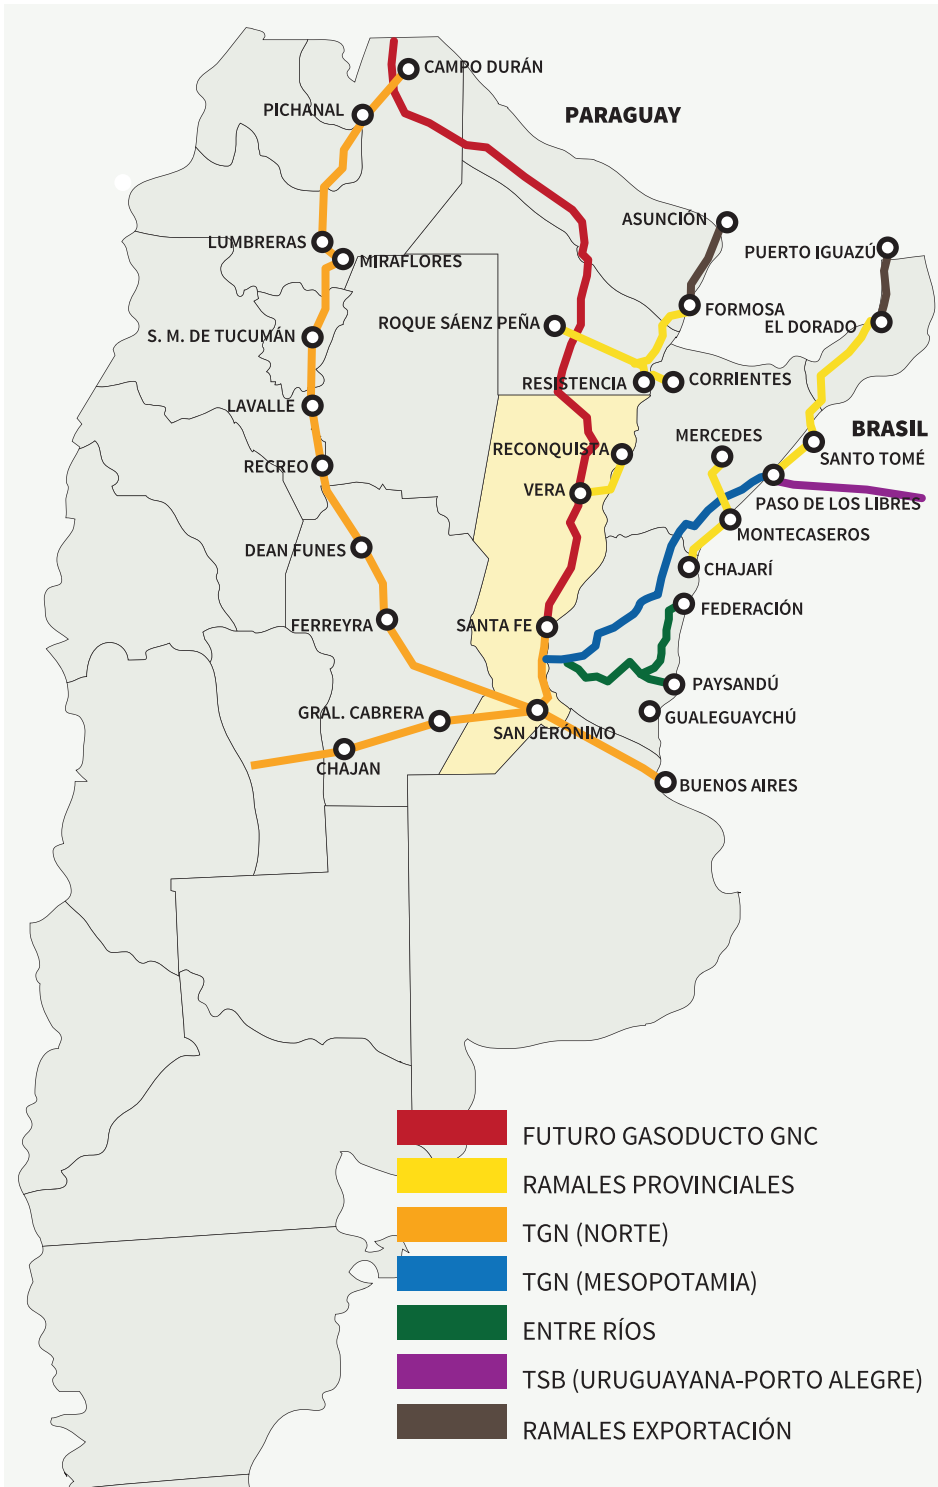 CAMPO DURÁN
PICHANAL
PARAGUAY
ASUNCIÓN
LUMBRERAS
PUERTO IGUAZÚ
MIRAFLORES
FORMOSA
ROQUE SÁENZ PEÑA
EL DORADO
S. M. DE TUCUMÁN
RESISTENCIA
CORRIENTES
LAVALLE
BRASIL
MERCEDES
RECONQUISTA
SANTO TOMÉ
RECREO
VERA
PASO DE LOS LIBRES
MONTECASEROS
DEAN FUNES
CHAJARÍ
FEDERACIÓN
FERREYRA
SANTA FE
PAYSANDÚ
GRAL. CABRERA
GUALEGUAYCHÚ
SAN JERÓNIMO
CHAJAN
BUENOS AIRES
FUTURO GASODUCTO GNC
RAMALES PROVINCIALES
TGN (NORTE)
TGN (MESOPOTAMIA)
ENTRE RÍOS
TSB (URUGUAYANA-PORTO ALEGRE)
RAMALES EXPORTACIÓN